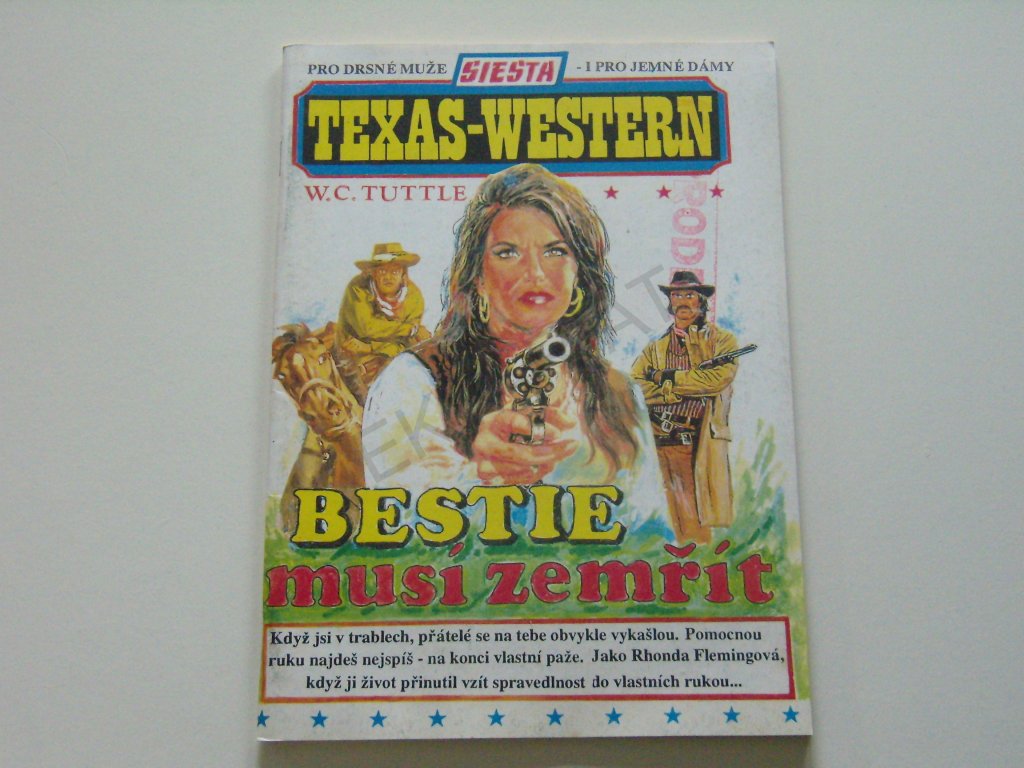 PRO DRSNÉ MUŽE SIESTA - I PRO JEMNÉ DÁMY
TEXAS-WESTERN
W.C. TUTTLE
BESTIE
musí zemřít
Když jsi v trablech, přátelé se na tebe obvykle vykašlou. Pomocnou
ruku najdeš nejspíš - na konci vlastní paže. Jako Rhonda Flemingová,
když ji život přinutil vzít spravedlnost do vlastních rukou...